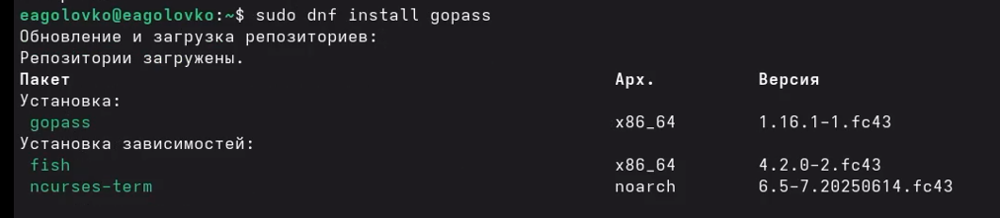 eagolovko@eagolovko:~$ sudo dnf install gopass
Обновление и загрузка репозиториев:
Репозитории загружены.
Пакет Арх. Версия
Установка:
gopass x86_64 1.16.1-1.fc43
Установка зависимостей:
fish x86_64 4.2.0-2.fc43
ncurses-term noarch 6.5-7.20250614.fc43